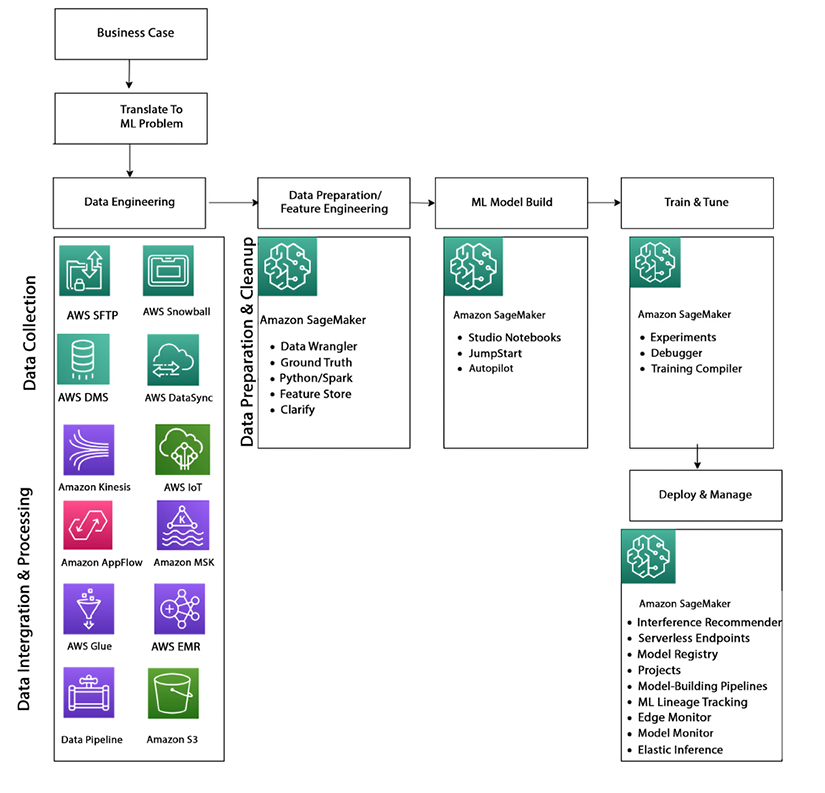 Business Case
Translate To
ML Problem
Data Engineering
Data Preparation/
Feature Engineering
ML Model Build
Train & Tune
Data Collection
Data Intergration & Processing
AWS SFTP
AWS Snowball
AWS DMS
AWS DataSync
Amazon Kinesis
AWS IoT
Amazon AppFlow
K
Amazon MSK
AWS Glue
AWS EMR
Data Pipeline
Amazon S3
Data Preparation & Cleanup
Amazon SageMaker
• Data Wrangler
• Ground Truth
• Python/Spark
• Feature Store
• Clarify
Amazon SageMaker
• Studio Notebooks
• JumpStart
• Autopilot
Amazon SageMaker
• Experiments
• Debugger
• Training Compiler
Deploy & Manage
Amazon SageMaker
• Interference Recommender
• Serverless Endpoints
• Model Registry
• Projects
• Model-Building Pipelines
• ML Lineage Tracking
• Edge Monitor
• Model Monitor
• Elastic Inference